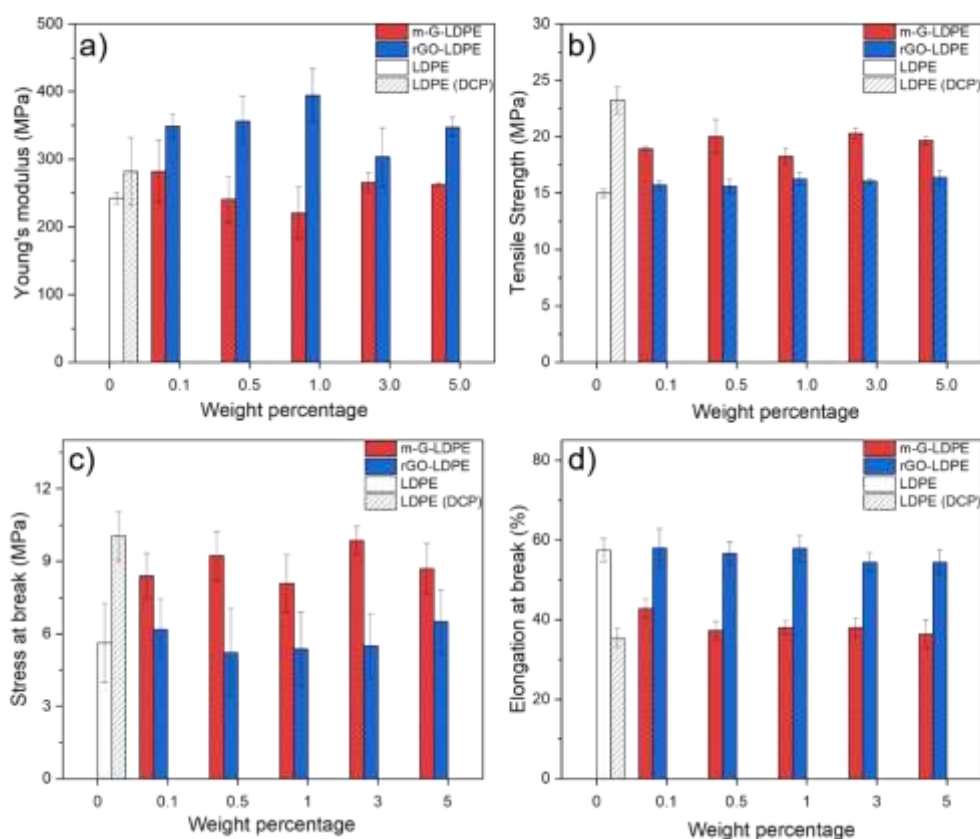 a)
m-G-LDPE
rGO-LDPE
LDPE
LDPE (DCP)
Young's modulus (MPa)
500
400
300
200
100
0
0 0.1 0.5 1.0 3.0 5.0
Weight percentage
b)
m-G-LDPE
rGO-LDPE
LDPE
LDPE (DCP)
Tensile Strength (MPa)
30
25
20
15
10
5
0
0 0.1 0.5 1.0 3.0 5.0
Weight percentage
c)
m-G-LDPE
rGO-LDPE
LDPE
LDPE (DCP)
Stress at break (MPa)
12
9
6
3
0
0 0.1 0.5 1 3 5
Weight percentage
d)
m-G-LDPE
rGO-LDPE
LDPE
LDPE (DCP)
Elongation at break (%)
80
60
40
20
0
0 0.1 0.5 1 3 5
Weight percentage